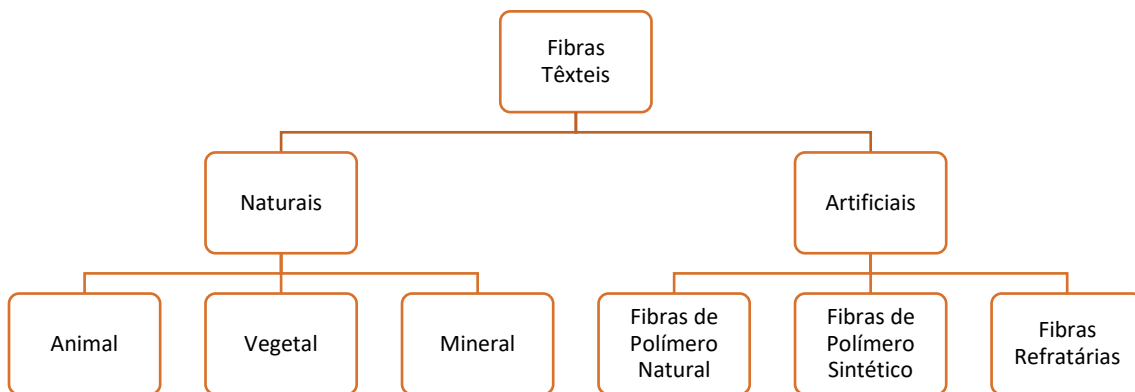 Fibras
Têxteis
Naturais
Artificiais
Animal
Vegetal
Mineral
Fibras de
Polímero
Natural
Fibras de
Polímero
Sintético
Fibras
Refratárias